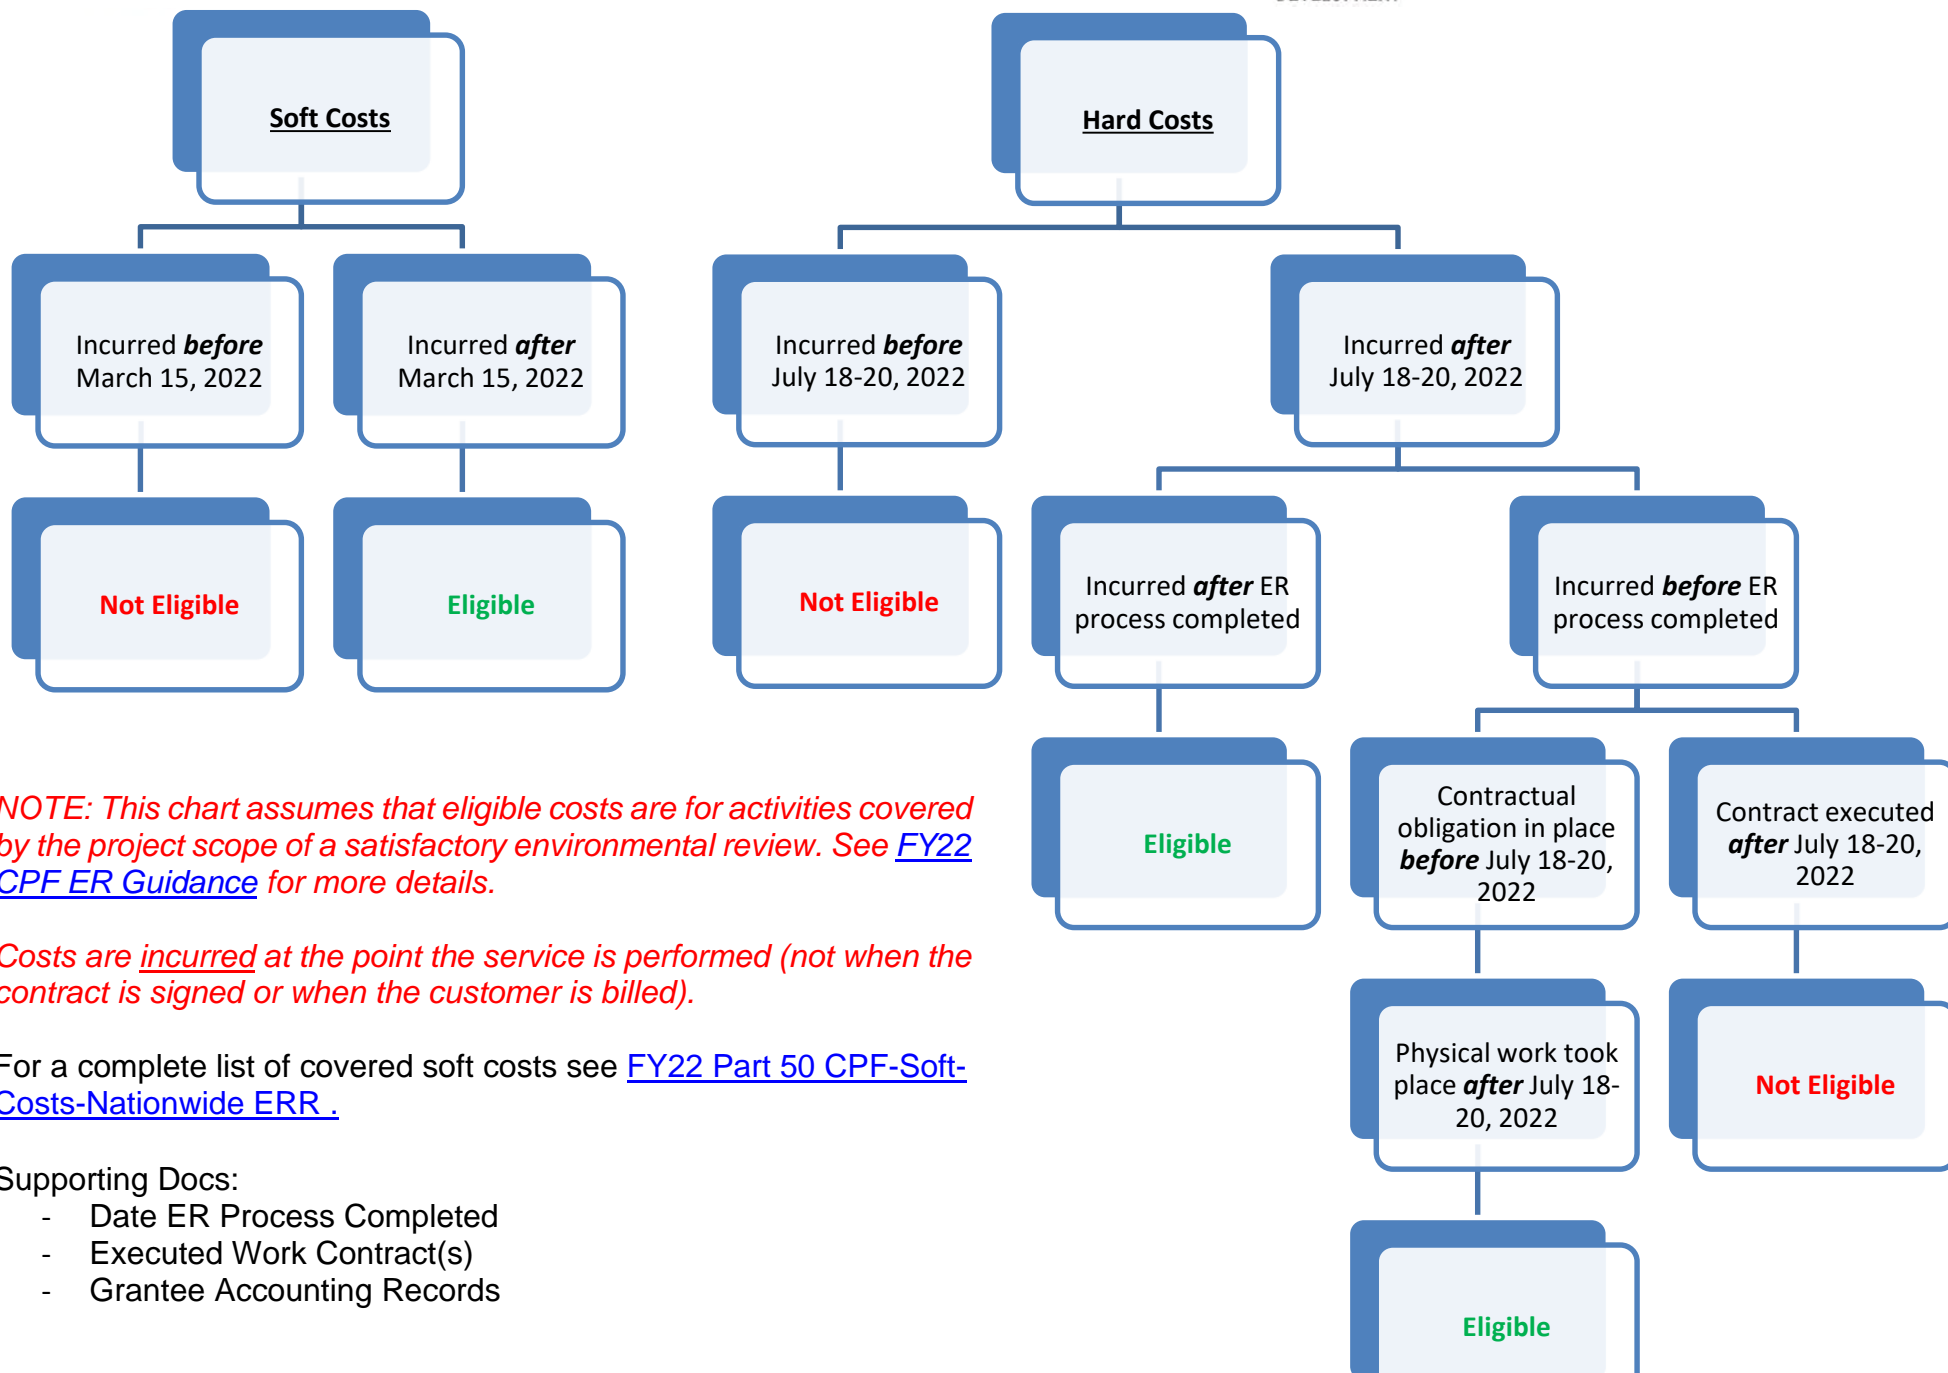 Soft Costs
Hard Costs
Incurred before
March 15, 2022
Incurred after
March 15, 2022
Incurred before
July 18-20, 2022
Incurred after
July 18-20, 2022
Not Eligible
Eligible
Not Eligible
Incurred after ER
process completed
Incurred before ER
process completed
Eligible
Contractual
obligation in place
before July 18-20,
2022
Contract executed
after July 18-20,
2022
Physical work took
place after July 18-
20, 2022
Not Eligible
Eligible
NOTE: This chart assumes that eligible costs are for activities covered
by the project scope of a satisfactory environmental review. See FY22
CPF ER Guidance for more details.
Costs are incurred at the point the service is performed (not when the
contract is signed or when the customer is billed).
For a complete list of covered soft costs see FY22 Part 50 CPF-Soft-
Costs-Nationwide ERR .
Supporting Docs:
- Date ER Process Completed
- Executed Work Contract(s)
- Grantee Accounting Records